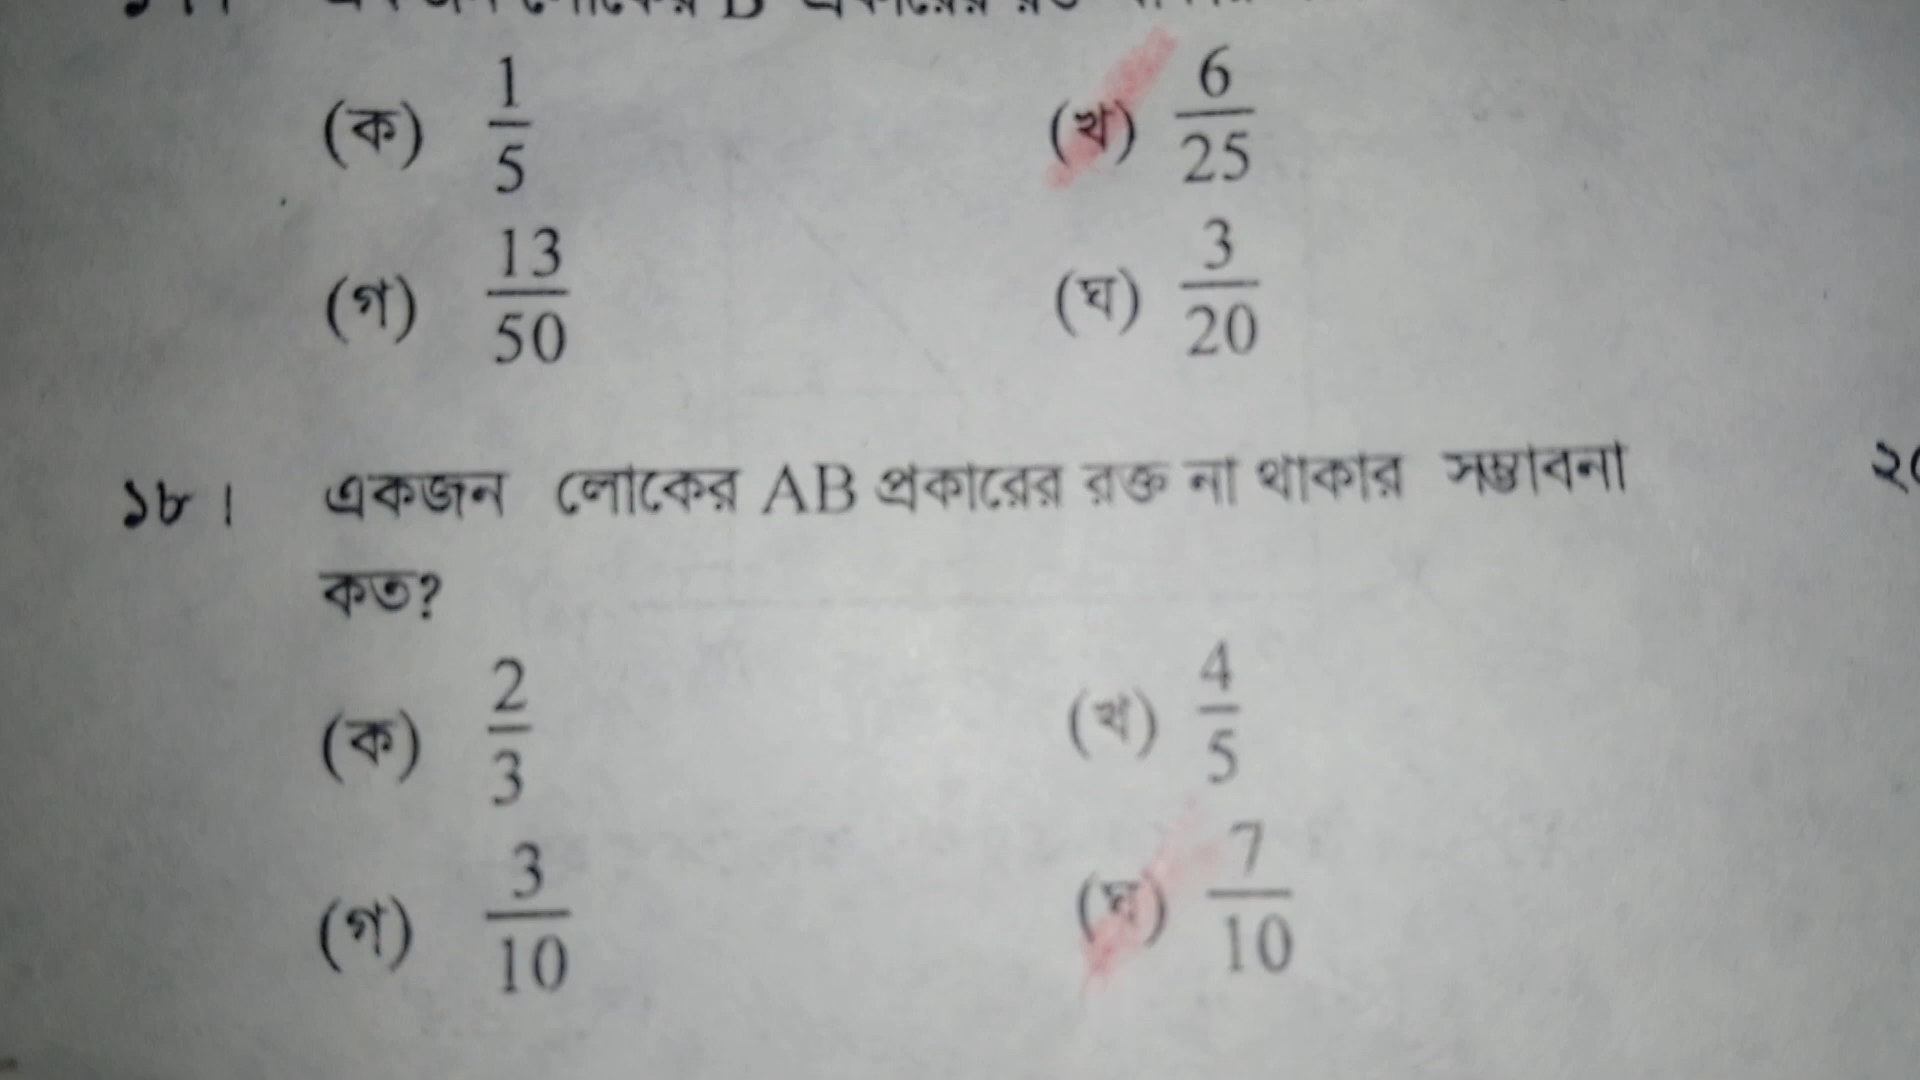 (ক) 1/5 (খ) 6/25
(গ) 13/50 (ঘ) 3/20
১৮। একজন লোকের AB প্রকারের রক্ত না থাকার সম্ভাবনা
কত?
(ক) 2/3 (খ) 4/5
(গ) 3/10 (ঘ) 7/10